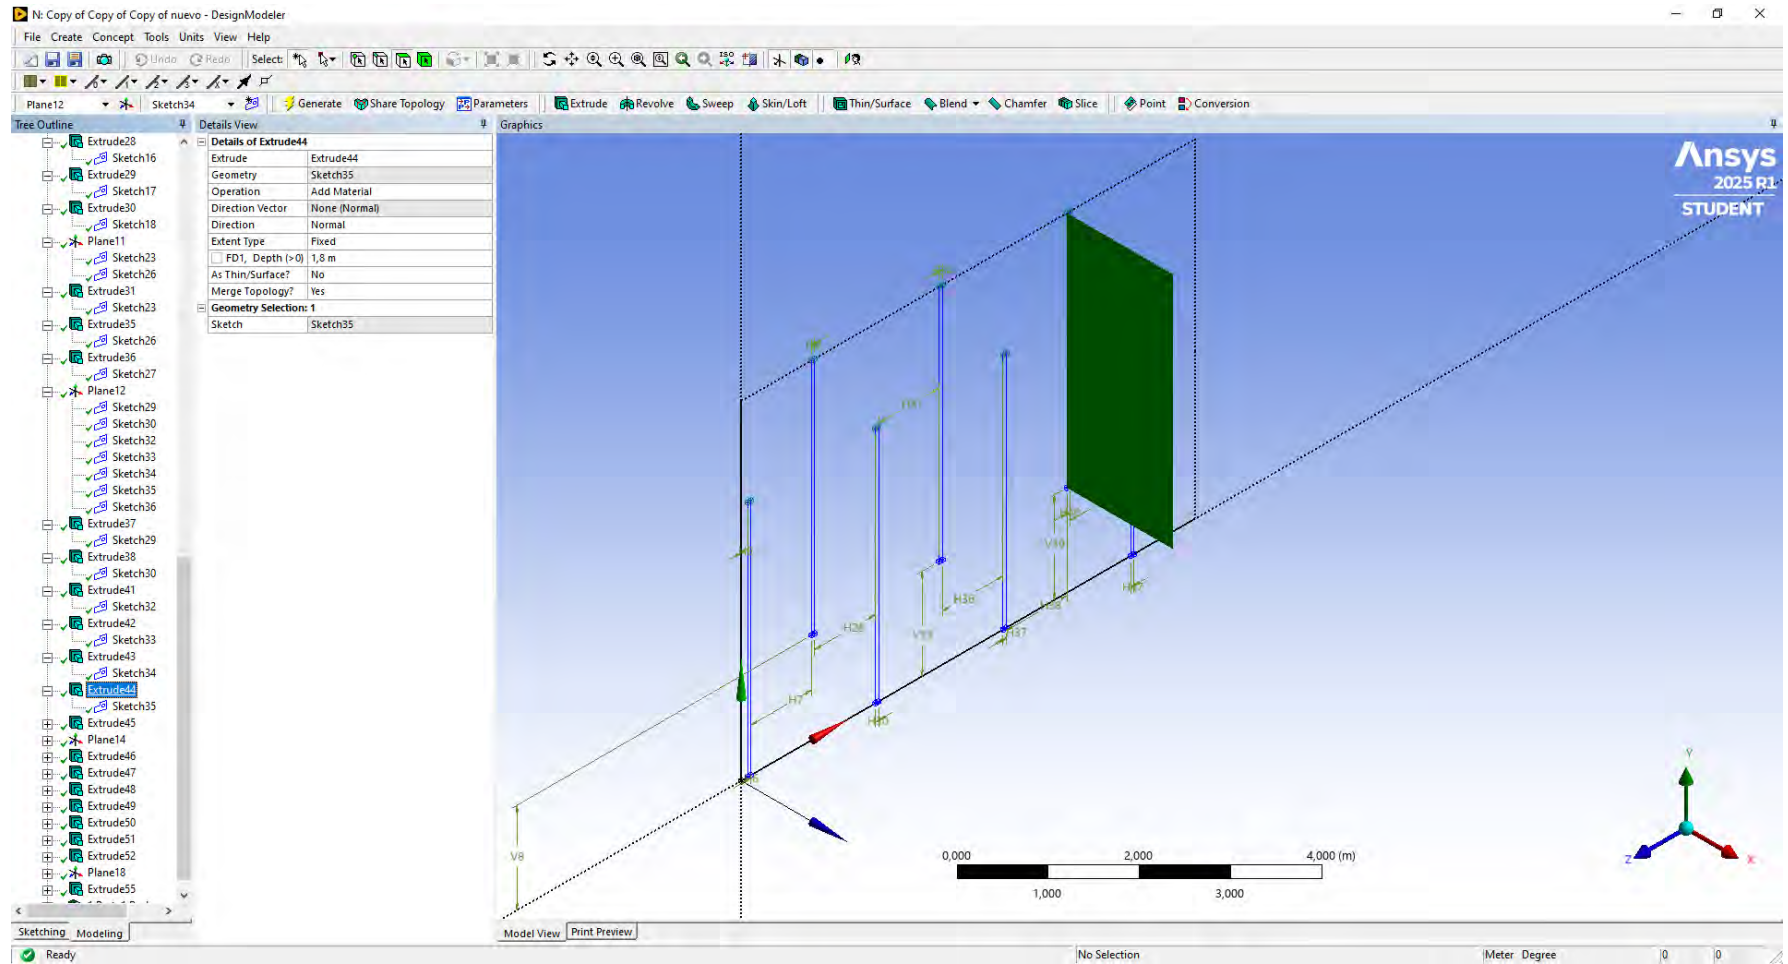 N: Copy of Copy of Copy of nuevo - DesignModeler
File Create Concept Tools Units View Help
Undo Redo Select: ISO
Plane12 Sketch34 Generate Share Topology Parameters Extrude Revolve Sweep Skin/Loft Thin/Surface Blend Chamfer Slice Point Conversion
Tree Outline
Extrude28
Sketch16
Extrude29
Sketch17
Extrude30
Sketch18
Plane11
Sketch23
Sketch26
Extrude31
Sketch23
Extrude35
Sketch26
Extrude36
Sketch27
Plane12
Sketch29
Sketch30
Sketch32
Sketch33
Sketch34
Sketch35
Sketch36
Extrude37
Sketch29
Extrude38
Sketch30
Extrude41
Sketch32
Extrude42
Sketch33
Extrude43
Sketch34
Extrude44
Sketch35
Extrude45
Plane14
Extrude46
Extrude47
Extrude48
Extrude49
Extrude50
Extrude51
Extrude52
Plane18
Extrude55
Sketching Modeling
Details View
Details of Extrude44
Extrude Extrude44
Geometry Sketch35
Operation Add Material
Direction Vector None (Normal)
Direction Normal
Extent Type Fixed
FD1, Depth (>0) 1,8 m
As Thin/Surface? No
Merge Topology? Yes
Geometry Selection: 1
Sketch Sketch35
Graphics
Ansys
2025 R1
STUDENT
H36
H28
H37
H7
V8
0,000 2,000 4,000 (m)
1,000 3,000
Y
Z X
Model View Print Preview
Ready No Selection Meter Degree 0 0